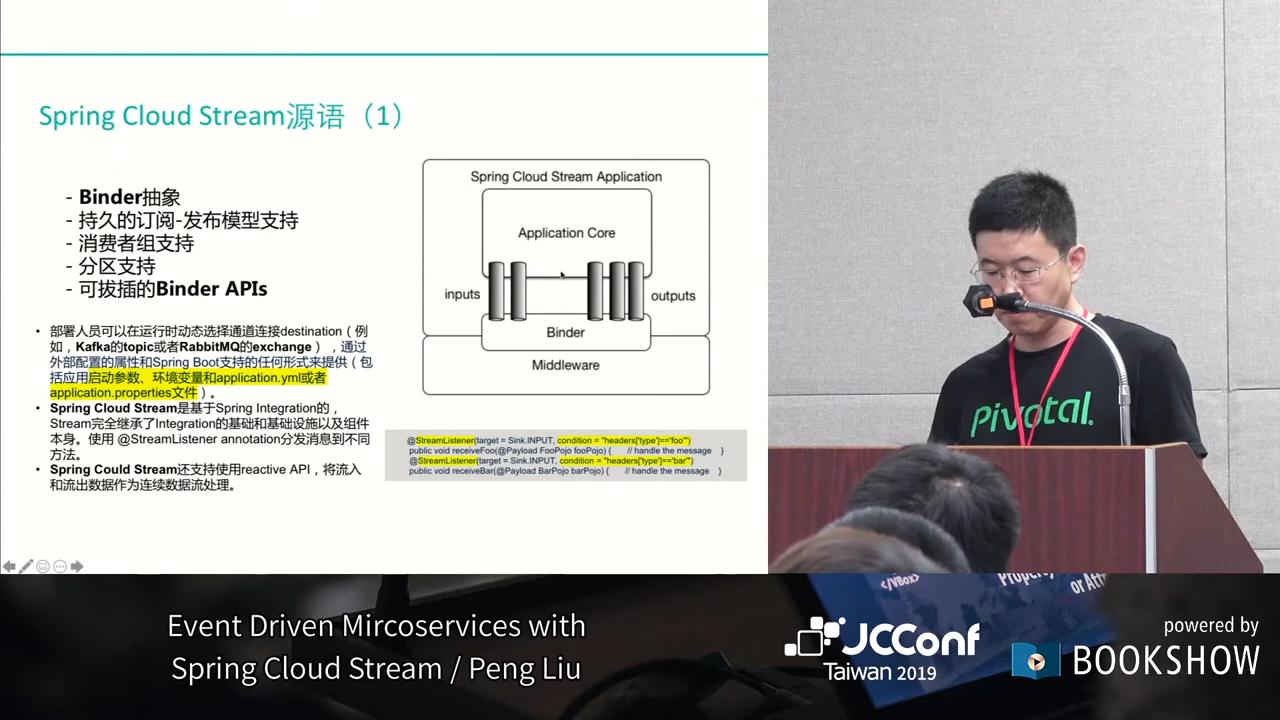 Spring Cloud Stream源语（1）
- Binder抽象
- 持久的订阅-发布模型支持
- 消费者组支持
- 分区支持
- 可拔插的Binder APIs
• 部署人员可以在运行时动态选择通道连接destination（例
如，Kafka的topic或者RabbitMQ的exchange），通过
外部配置的属性和Spring Boot支持的任何形式来提供（包
括应用启动参数、环境变量和application.yml或者
application.properties文件）。
• Spring Cloud Stream是基于Spring Integration的，
Stream完全继承了Integration的基础和基础设施以及组件
本身。使用 @StreamListener annotation分发消息到不同
方法。
• Spring Could Stream还支持使用reactive API，将流入
和流出数据作为连续数据流处理。
Spring Cloud Stream Application
Application Core
inputs
outputs
Binder
Middleware
@StreamListener(target = Sink.INPUT, condition = "headers['type']=='foo'")
public void receiveFoo(@Payload FooPojo fooPojo) { // handle the message }
@StreamListener(target = Sink.INPUT, condition = "headers['type']=='bar'")
public void receiveBar(@Payload BarPojo barPojo) { // handle the message }
Pivotal.
</VBox>
or
Event Driven Mircoservices with
Spring Cloud Stream / Peng Liu
JCConf
Taiwan 2019
powered by
BOOKSHOW